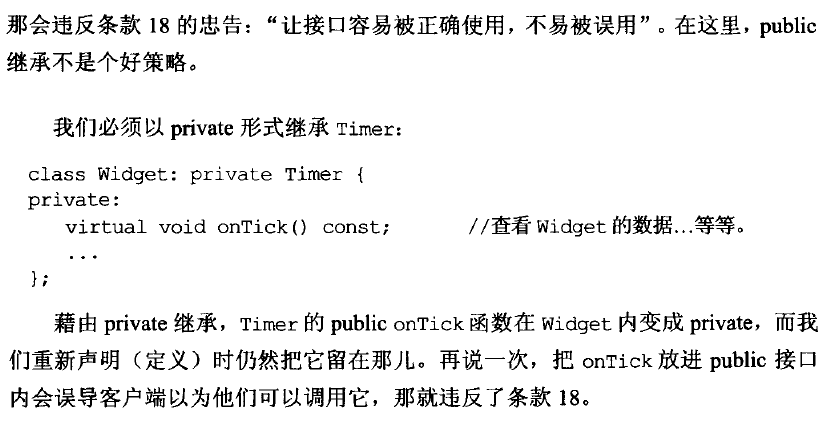 那会违反条款 18 的忠告：“让接口容易被正确使用，不易被误用”。在这里，public
继承不是个好策略。
我们必须以 private 形式继承 Timer：
class Widget: private Timer {
private:
virtual void onTick() const; //查看 Widget 的数据...等等。
...
};
藉由 private 继承，Timer 的 public onTick 函数在 Widget 内变成 private，而我
们重新声明（定义）时仍然把它留在那儿。再说一次，把 onTick 放进 public 接口
内会误导客户端以为他们可以调用它，那就违反了条款 18。